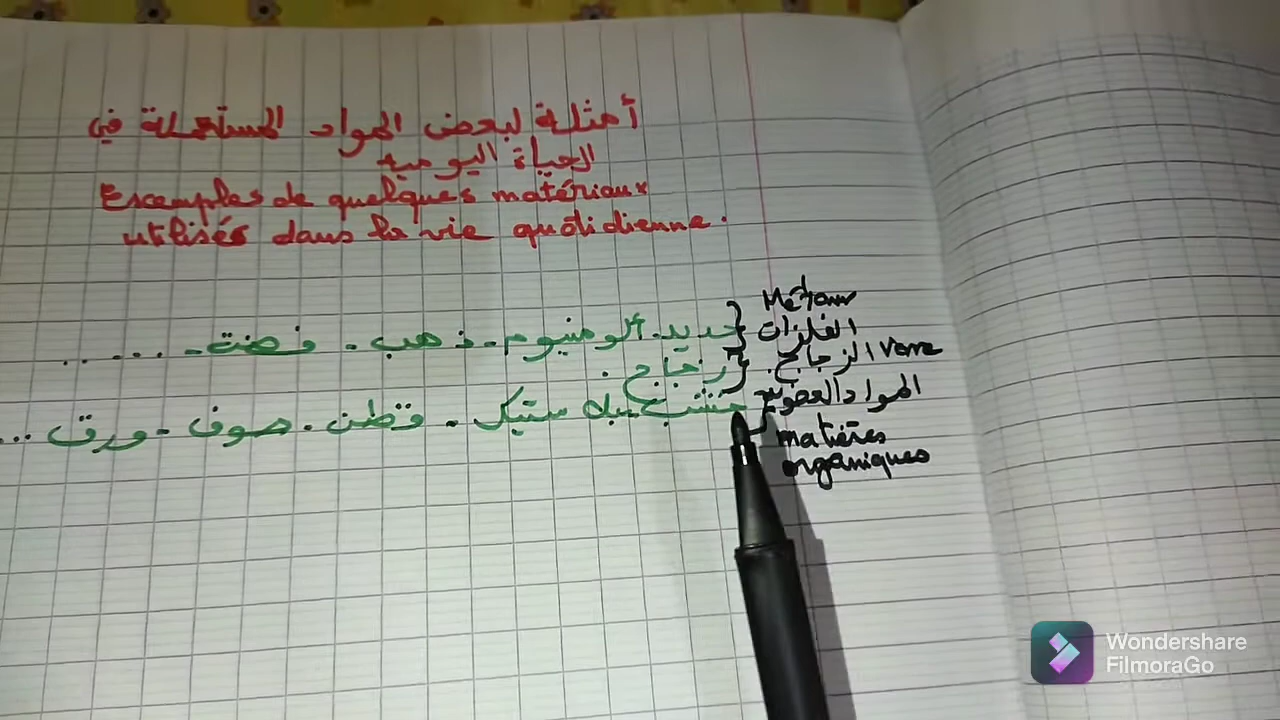 أمثلة لبعض المواد المستعملة في
الحياة اليومية
Exemples de quelques matériaux
utilisés dans la vie quotidienne.
Métaux
الفلزات
حديد - ألومنيوم - ذهب - فضة - .....
الزجاج Verre
زجاج .
المواد العضوية
خشب - بلاستيك - قطن - صوف - ورق ...
matières
organiques
Wondershare
FilmoraGo